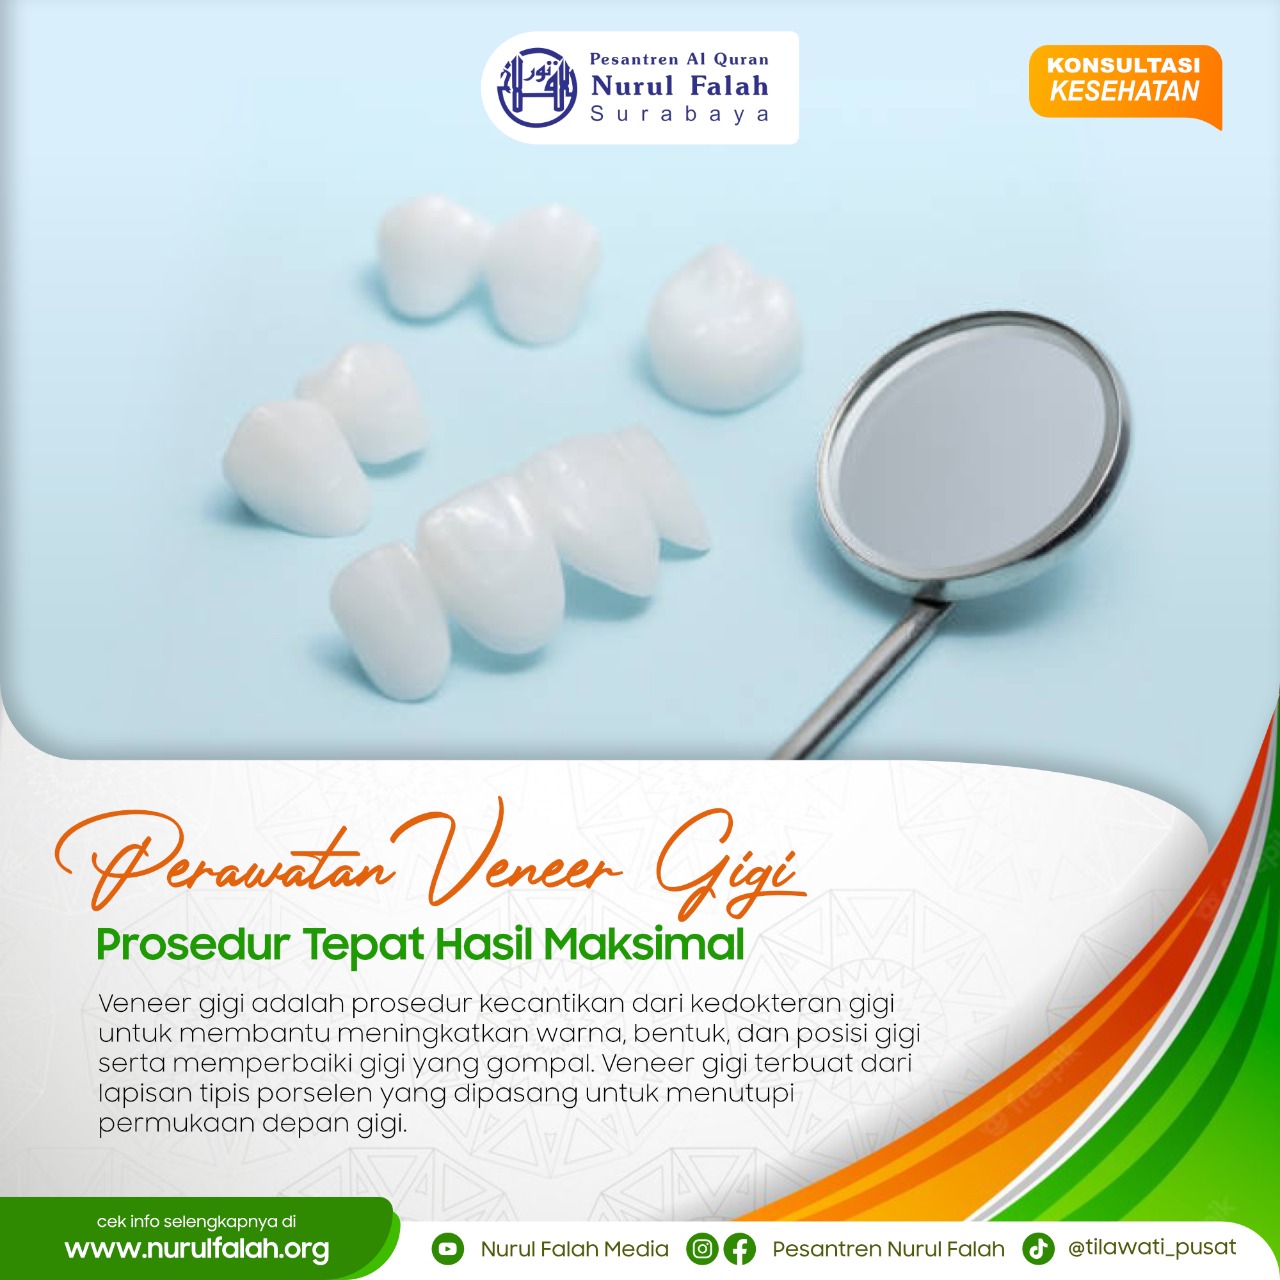 Pesantren Al Quran
Nurul Falah
Surabaya
KONSULTASI
KESEHATAN
Perawatan Veneer Gigi
Prosedur Tepat Hasil Maksimal
Veneer gigi adalah prosedur kecantikan dari kedokteran gigi
untuk membantu meningkatkan warna, bentuk, dan posisi gigi
serta memperbaiki gigi yang gompal. Veneer gigi terbuat dari
lapisan tipis porselen yang dipasang untuk menutupi
permukaan depan gigi.
cek info selengkapnya di
www.nurulfalah.org
Nurul Falah Media
Pesantren Nurul Falah
@tilawati_pusat